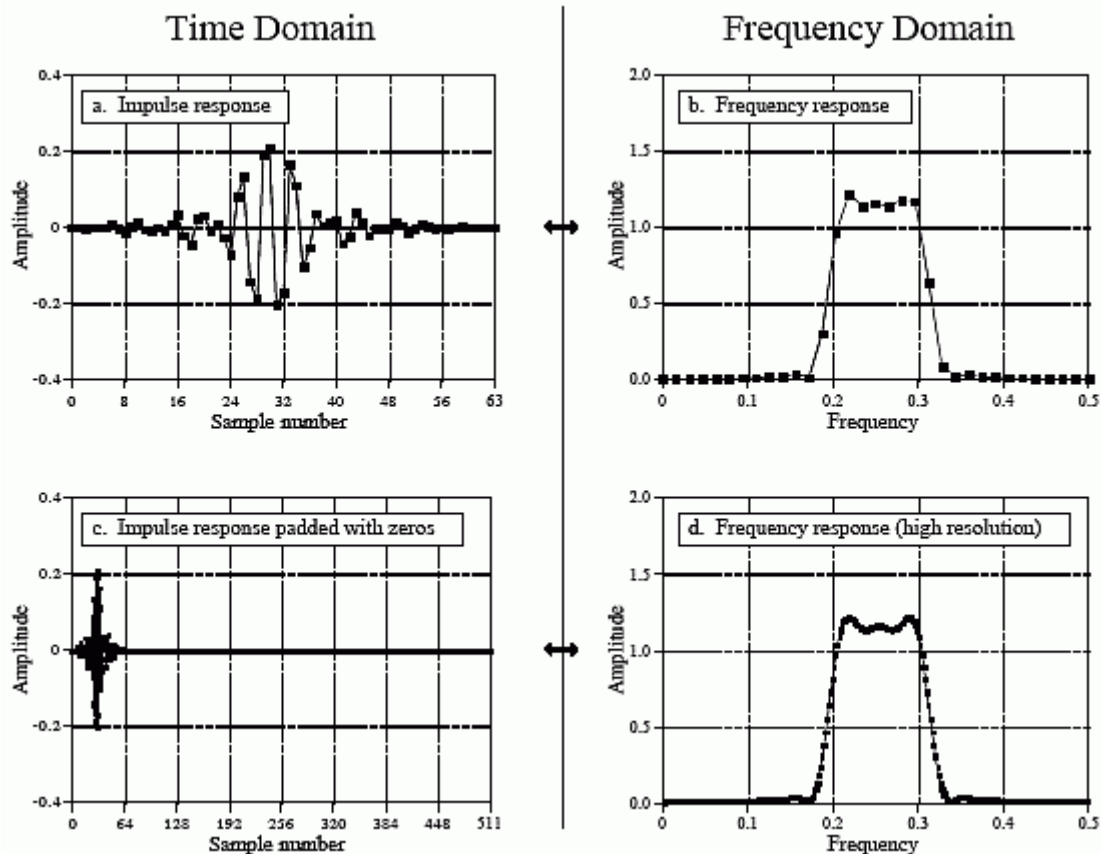 Time Domain
Frequency Domain
a. Impulse response
0.4
0.2
0
-0.2
-0.4
Amplitude
0 8 16 24 32 40 48 56 63
Sample number
b. Frequency response
2.0
1.5
1.0
0.5
0.0
Amplitude
0 0.1 0.2 0.3 0.4 0.5
Frequency
c. Impulse response padded with zeros
0.4
0.2
0
-0.2
-0.4
Amplitude
0 64 128 192 256 320 384 448 511
Sample number
d. Frequency response (high resolution)
2.0
1.5
1.0
0.5
0.0
Amplitude
0 0.1 0.2 0.3 0.4 0.5
Frequency